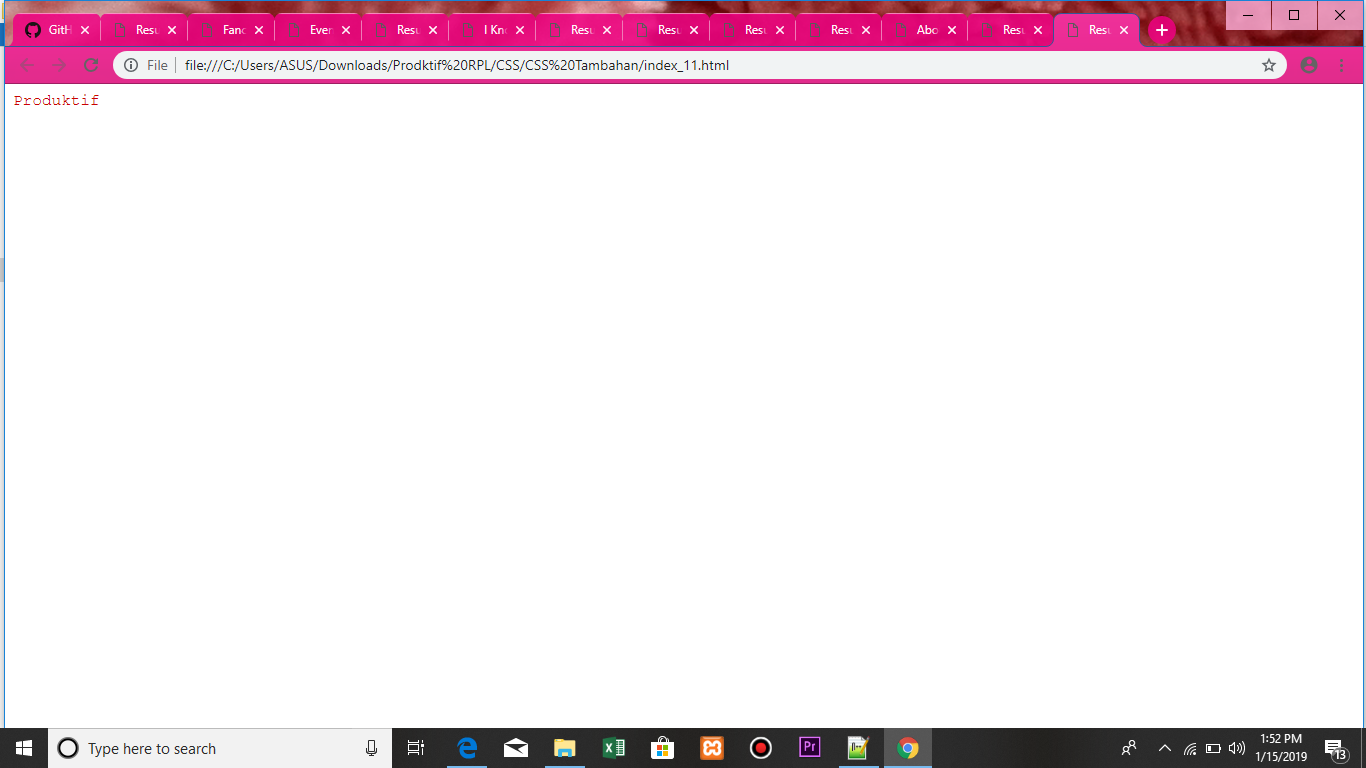 GitH Resu Fanc Ever Resu I Kno Resu Resu Resu Resu Abo Resu Resu
File file:///C:/Users/ASUS/Downloads/Prodktif%20RPL/CSS/CSS%20Tambahan/index_11.html
Produktif
Type here to search
Pr
1:52 PM
1/15/2019
13